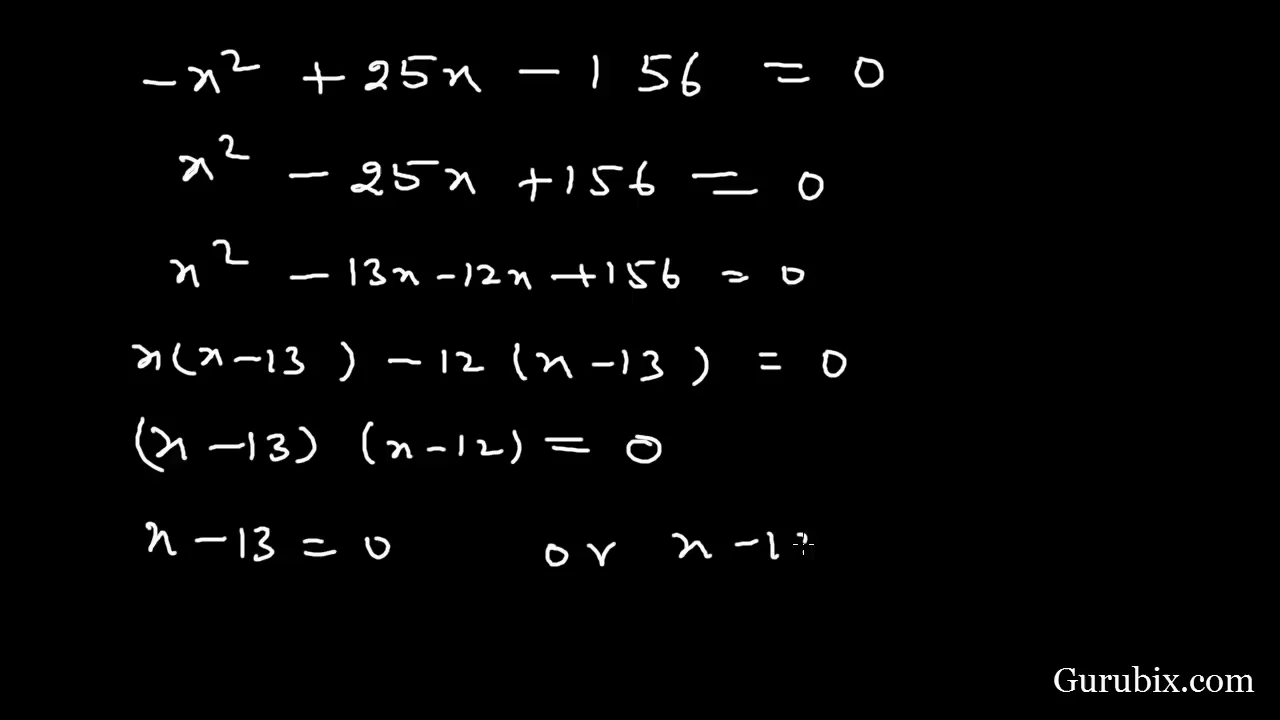 -x² + 25x - 156 = 0
x² - 25x + 156 = 0
x² - 13x - 12x + 156 = 0
x(x - 13) - 12(x - 13) = 0
(x - 13)(x - 12) = 0
x - 13 = 0 or x - 1
Gurubix.com